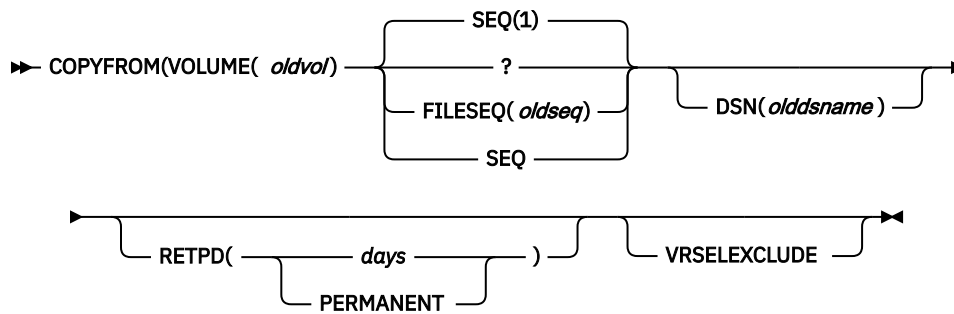 SEQ(1)
COPYFROM(VOLUME( oldvol) ?
FILESEQ( oldseq) DSN( olddsname )
SEQ
RETPD( days ) VRSELEXCLUDE
PERMANENT